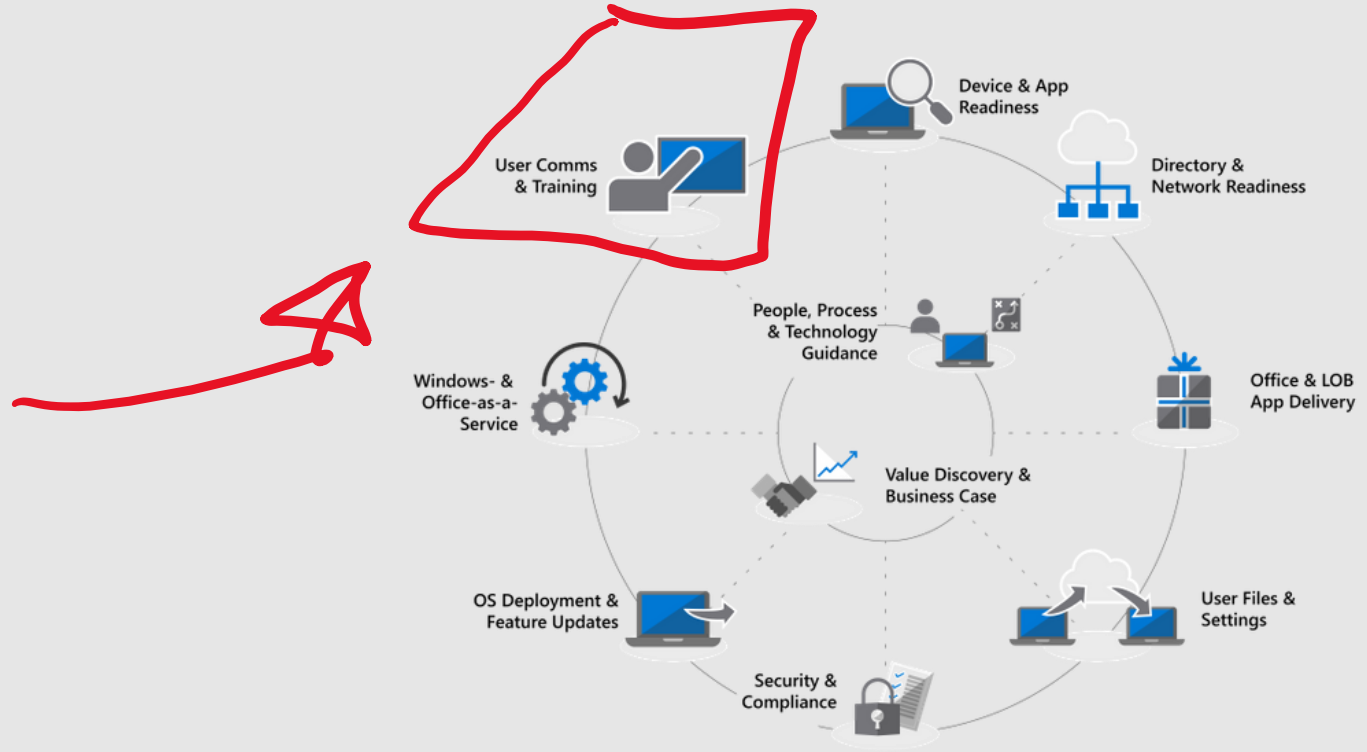 Device & App
Readiness
User Comms
& Training
Directory &
Network Readiness
People, Process
& Technology
Guidance
Windows- &
Office-as-a-
Service
Office & LOB
App Delivery
Value Discovery &
Business Case
OS Deployment &
Feature Updates
User Files &
Settings
Security &
Compliance